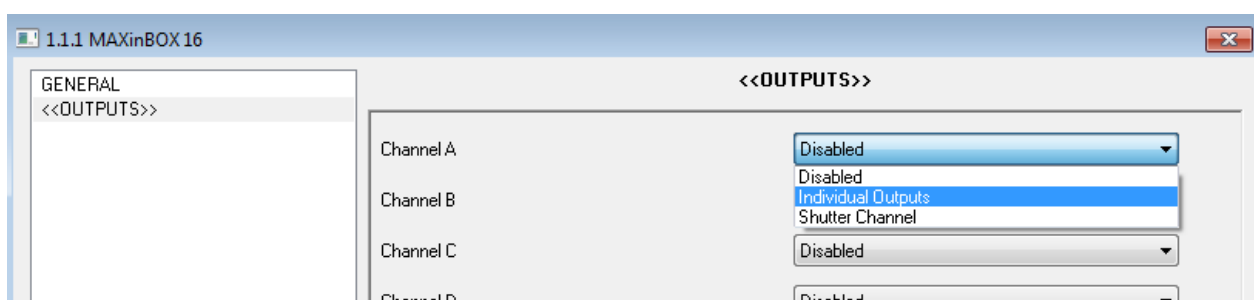 1.1.1 MAXinBOX 16
GENERAL
<<OUTPUTS>>
<<OUTPUTS>>
Channel A
Disabled
Disabled
Individual Outputs
Shutter Channel
Channel B
Channel C
Disabled
Channel D
Disabled